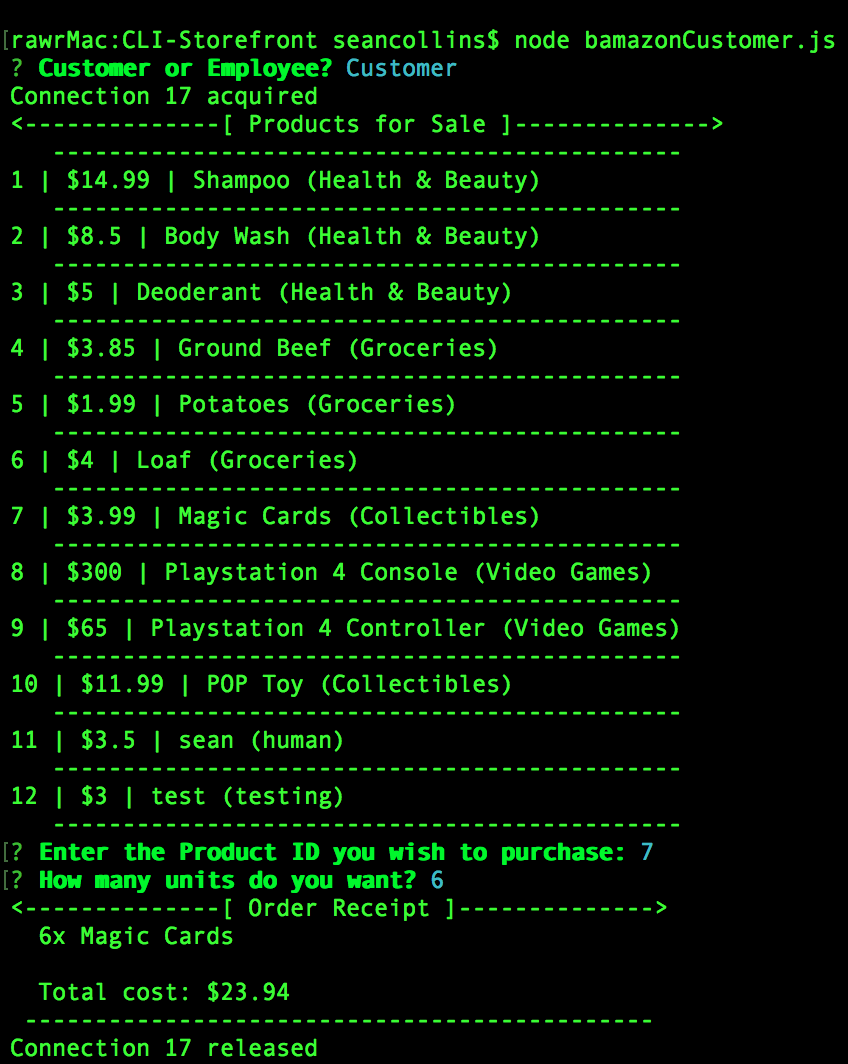 [rawrMac:CLI-Storefront seancollins$ node bamazonCustomer.js
? Customer or Employee? Customer
Connection 17 acquired
<--------------[ Products for Sale ]-------------->
---------------------------------------------
1 | $14.99 | Shampoo (Health & Beauty)
---------------------------------------------
2 | $8.5 | Body Wash (Health & Beauty)
---------------------------------------------
3 | $5 | Deoderant (Health & Beauty)
---------------------------------------------
4 | $3.85 | Ground Beef (Groceries)
---------------------------------------------
5 | $1.99 | Potatoes (Groceries)
---------------------------------------------
6 | $4 | Loaf (Groceries)
---------------------------------------------
7 | $3.99 | Magic Cards (Collectibles)
---------------------------------------------
8 | $300 | Playstation 4 Console (Video Games)
---------------------------------------------
9 | $65 | Playstation 4 Controller (Video Games)
---------------------------------------------
10 | $11.99 | POP Toy (Collectibles)
---------------------------------------------
11 | $3.5 | sean (human)
---------------------------------------------
12 | $3 | test (testing)
---------------------------------------------
[? Enter the Product ID you wish to purchase: 7
[? How many units do you want? 6
<--------------[ Order Receipt ]-------------->
6x Magic Cards
Total cost: $23.94
---------------------------------------------
Connection 17 released